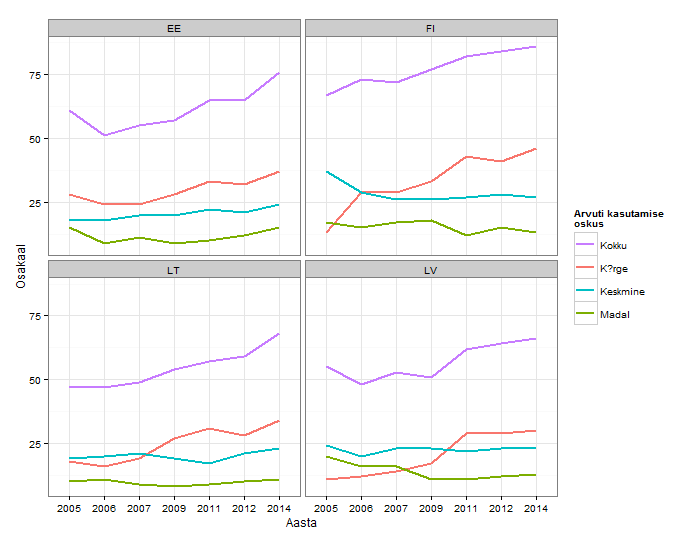 EE
FI
75
50
25
LT
LV
75
50
25
2005 2006 2007 2009 2011 2012 2014
2005 2006 2007 2009 2011 2012 2014
Aasta
Osakaal
Arvuti kasutamise
oskus
Kokku
K?rge
Keskmine
Madal